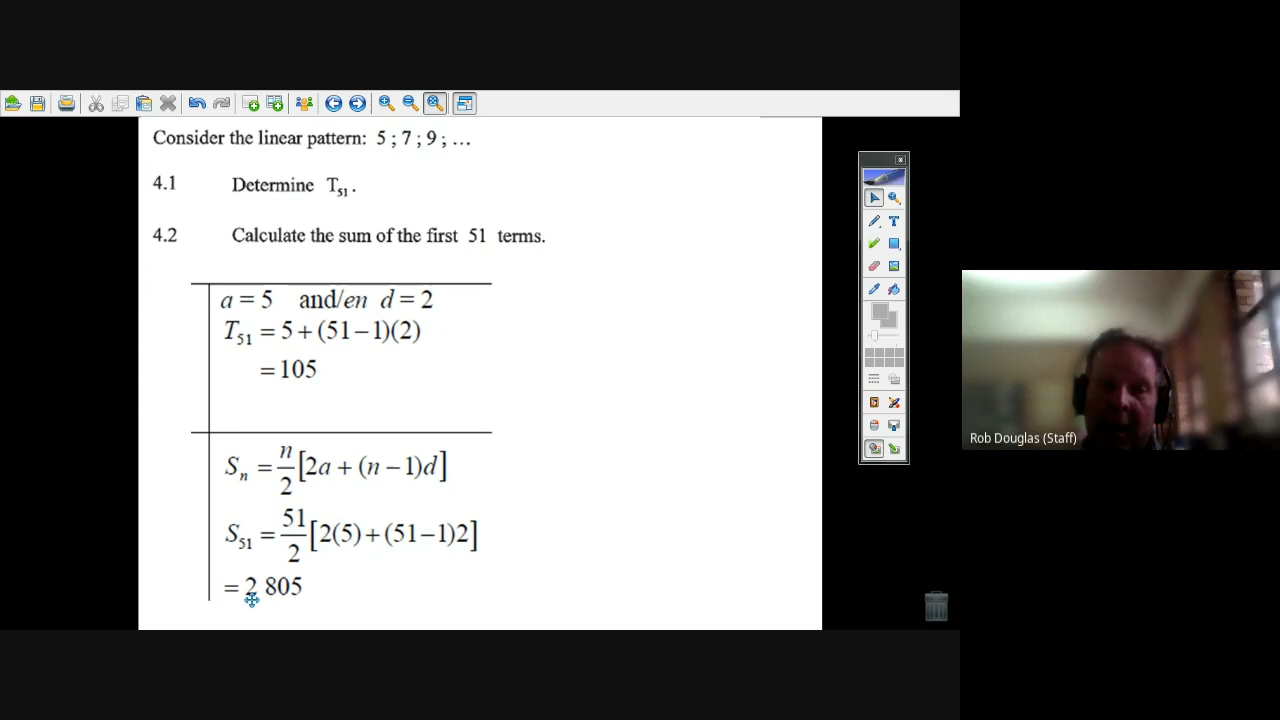 Consider the linear pattern: 5 ; 7 ; 9 ; …
4.1 Determine T₅₁.
4.2 Calculate the sum of the first 51 terms.
a = 5 and/en d = 2
T₅₁ = 5 + (51 − 1)(2)
= 105
Sₙ = n/2 [2a + (n − 1)d]
S₅₁ = 51/2 [2(5) + (51 − 1)2]
= 2 805
Rob Douglas (Staff)